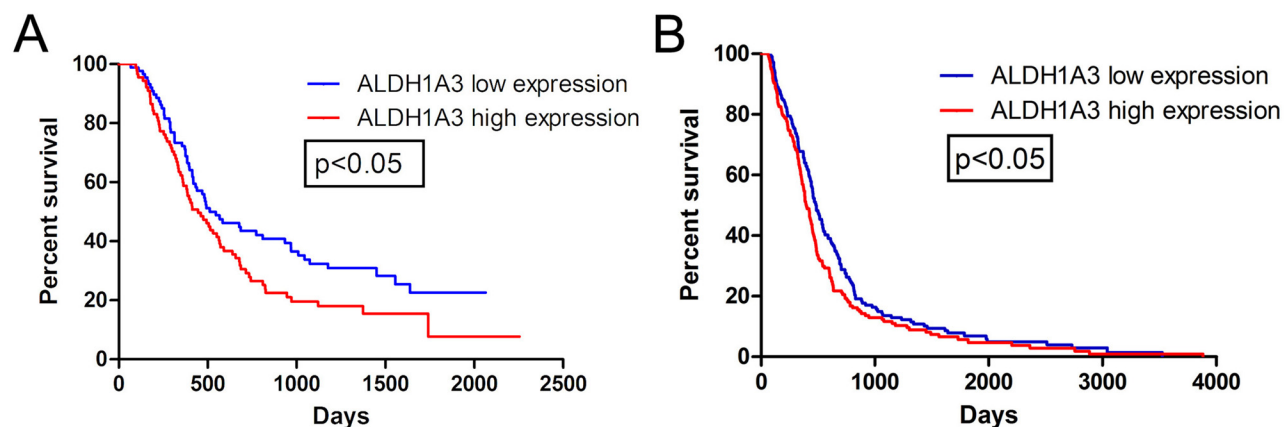 A
ALDH1A3 low expression
ALDH1A3 high expression
p<0.05
Percent survival
100
80
60
40
20
0
0 500 1000 1500 2000 2500
Days
B
ALDH1A3 low expression
ALDH1A3 high expression
p<0.05
Percent survival
100
80
60
40
20
0
0 1000 2000 3000 4000
Days